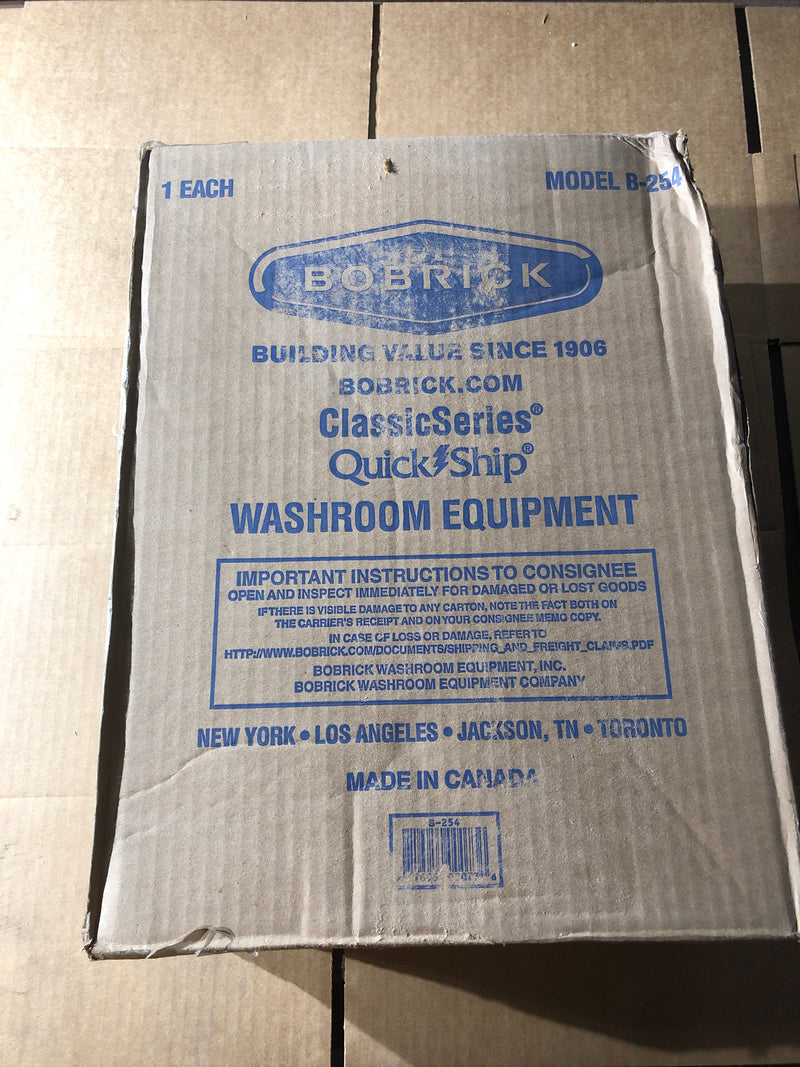 1 EACH
MODEL B-254
BOBRICK
BUILDING VALUE SINCE 1906
BOBRICK.COM
ClassicSeries®
Quick Ship®
WASHROOM EQUIPMENT
IMPORTANT INSTRUCTIONS TO CONSIGNEE
OPEN AND INSPECT IMMEDIATELY FOR DAMAGED OR LOST GOODS
IF THERE IS VISIBLE DAMAGE TO ANY CARTON, NOTE THE FACT BOTH ON
THE CARRIER'S RECEIPT AND ON YOUR CONSIGNEE MEMO COPY.
IN CASE OF LOSS OR DAMAGE, REFER TO
HTTP://WWW.BOBRICK.COM/DOCUMENTS/SHIPPING_AND_FREIGHT_CLAIMS.PDF
BOBRICK WASHROOM EQUIPMENT, INC.
BOBRICK WASHROOM EQUIPMENT COMPANY
NEW YORK • LOS ANGELES • JACKSON, TN • TORONTO
MADE IN CANADA
B-254